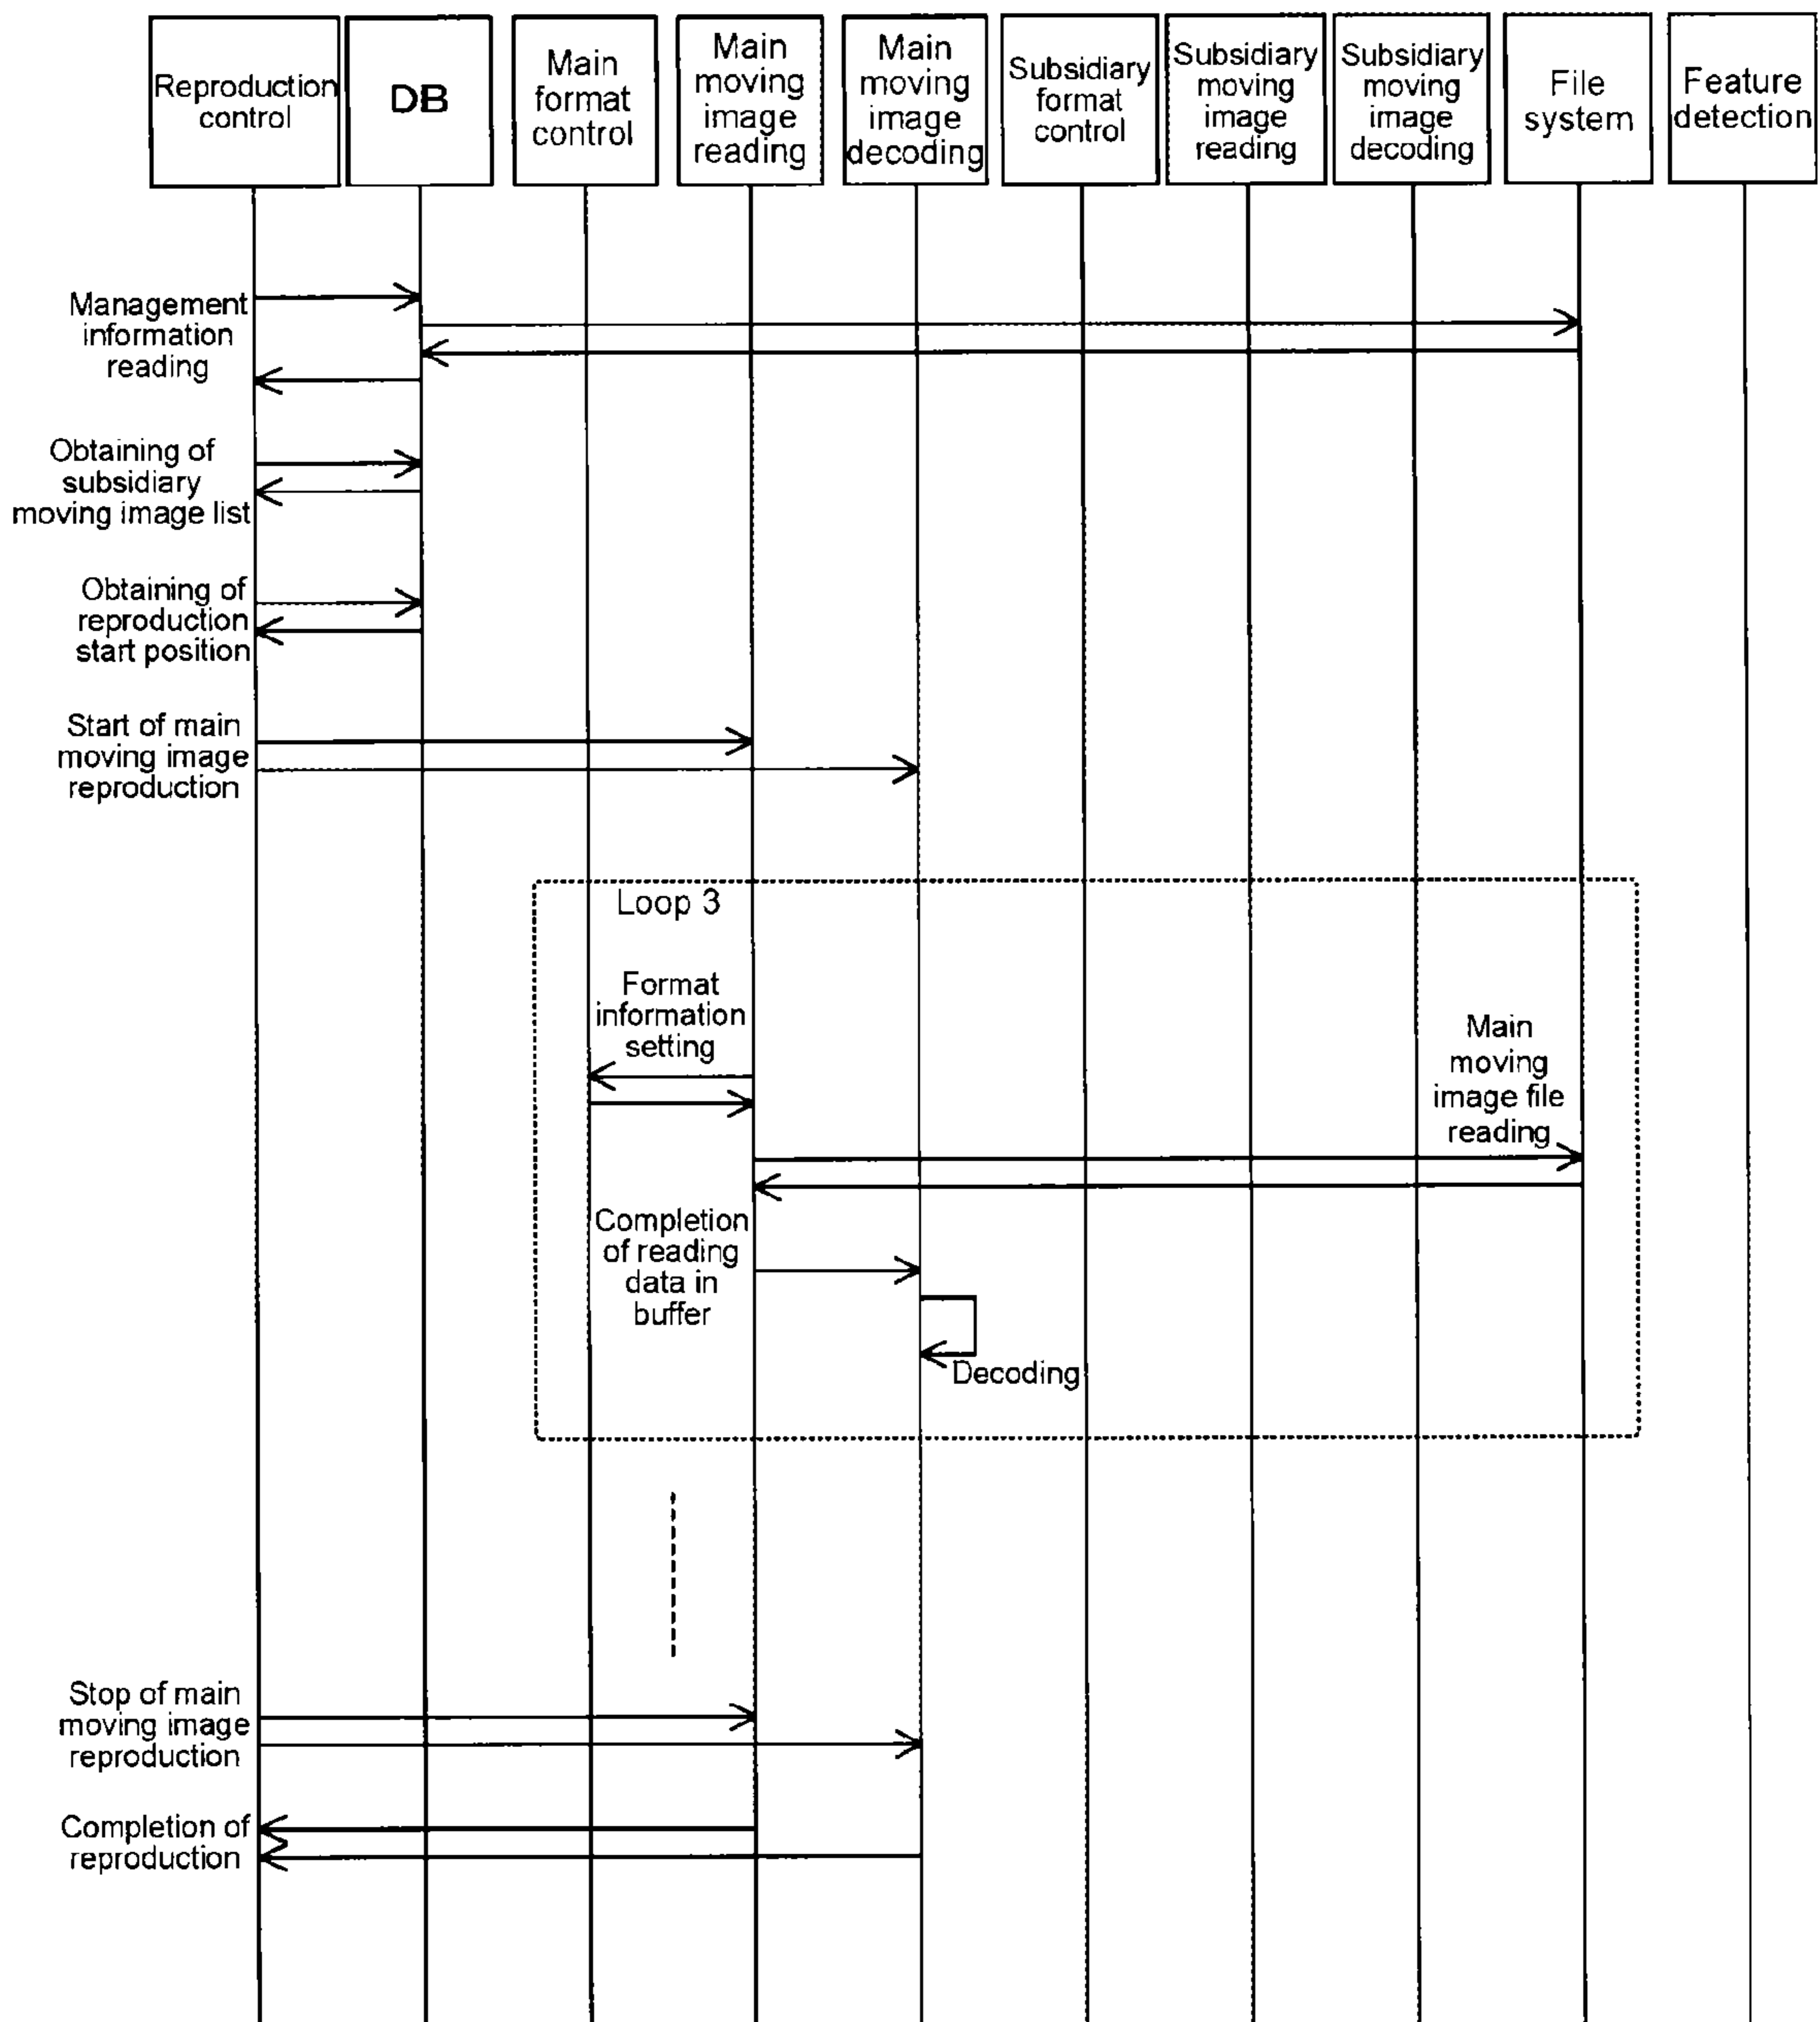 Reproduction
control
DB
Main
format
control
Main
moving
image
reading
Main
moving
image
decoding
Subsidiary
format
control
Subsidiary
moving
image
reading
Subsidiary
moving
image
decoding
File
system
Feature
detection
Management
information
reading
Obtaining of
subsidiary
moving image list
Obtaining of
reproduction
start position
Start of main
moving image
reproduction
Loop 3
Format
information
setting
Main
moving
image file
reading
Completion
of reading
data in
buffer
Decoding
Stop of main
moving image
reproduction
Completion of
reproduction